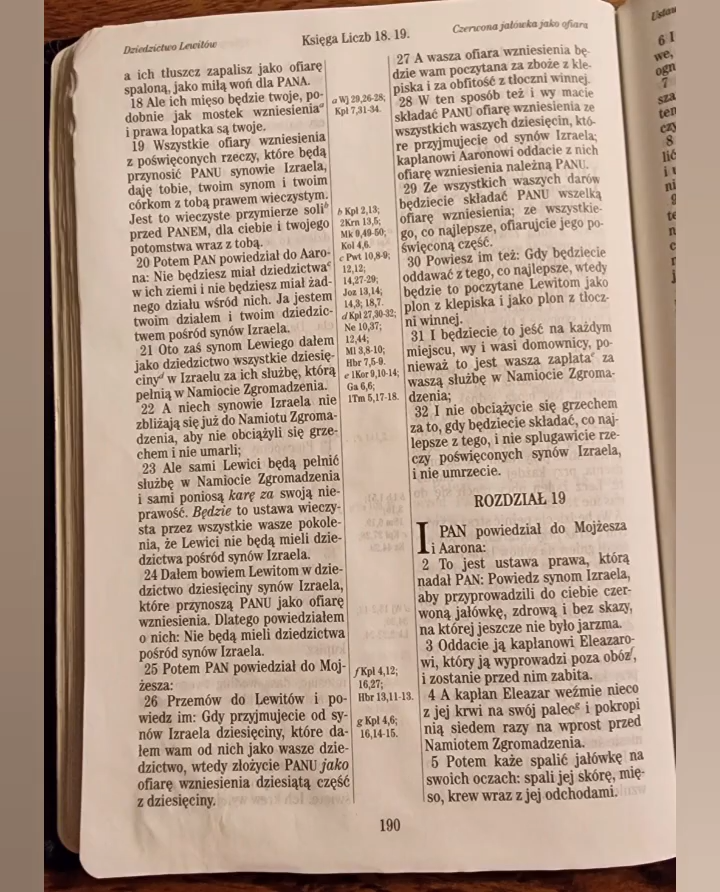 Dziedzictwo Lewitów
Księga Liczb 18. 19.
Czerwona jałówka jako ofiara
a ich tłuszcz zapalisz jako ofiarę
spaloną, jako miłą woń dla PANA.
18 Ale ich mięso będzie twoje, po-
dobnie jak mostek wzniesieniaᵃ
i prawa łopatka są twoje.
19 Wszystkie ofiary wzniesienia
z poświęconych rzeczy, które będą
przynosić PANU synowie Izraela,
daję tobie, twoim synom i twoim
córkom z tobą prawem wieczystym.
Jest to wieczyste przymierze soliᵇ
przed PANEM, dla ciebie i twojego
potomstwa wraz z tobą.
20 Potem PAN powiedział do Aaro-
na: Nie będziesz miał dziedzictwaᶜ
w ich ziemi i nie będziesz miał żad-
nego działu wśród nich. Ja jestem
twoim działem i twoim dziedzic-
twem pośród synów Izraela.
21 Oto zaś synom Lewiego dałem
jako dziedzictwo wszystkie dziesię-
cinyᵈ w Izraelu za ich służbę, którą
pełnią w Namiocie Zgromadzenia.
22 A niech synowie Izraela nie
zbliżają się już do Namiotu Zgroma-
dzenia, aby nie obciążyli się grze-
chem i nie umarli;
23 Ale sami Lewici będą pełnić
służbę w Namiocie Zgromadzenia
i sami poniosą karę za swoją nie-
prawość. Będzie to ustawa wieczy-
sta przez wszystkie wasze pokole-
nia, że Lewici nie będą mieli dzie-
dzictwa pośród synów Izraela.
24 Dałem bowiem Lewitom w dzie-
dzictwo dziesięciny synów Izraela,
które przynoszą PANU jako ofiarę
wzniesienia. Dlatego powiedziałem
o nich: Nie będą mieli dziedzictwa
pośród synów Izraela.
25 Potem PAN powiedział do Moj-
żesza:
26 Przemów do Lewitów i po-
wiedz im: Gdy przyjmujecie od sy-
nów Izraela dziesięciny, które da-
łem wam od nich jako wasze dzie-
dzictwo, wtedy złożycie PANU jako
ofiarę wzniesienia dziesiątą część
z dziesięciny.
a Wj 29,26-28;
Kpł 7,31-34.
b Kpł 2,13;
2Krn 13,5;
Mk 9,49-50;
Kol 4,6.
c Pwt 10,8-9;
12,12;
14,27-29;
Joz 13,14;
14,3; 18,7.
d Kpł 27,30-32;
Ne 10,37;
12,44;
Ml 3,8-10;
Hbr 7,5-9.
e 1Kor 9,10-14;
Ga 6,6;
1Tm 5,17-18.
f Kpł 4,12;
16,27;
Hbr 13,11-13.
g Kpł 4,6;
16,14-15.
27 A wasza ofiara wzniesienia bę-
dzie wam poczytana za zboże z kle-
piska i za obfitość z tłoczni winnej.
28 W ten sposób też i wy macie
składać PANU ofiarę wzniesienia ze
wszystkich waszych dziesięcin, któ-
re przyjmujecie od synów Izraela;
kapłanowi Aaronowi oddacie z nich
ofiarę wzniesienia należną PANU.
29 Ze wszystkich waszych darów
będziecie składać PANU wszelką
ofiarę wzniesienia; ze wszystkie-
go, co najlepsze, ofiarujcie jego po-
święconą część.
30 Powiesz im też: Gdy będziecie
oddawać z tego, co najlepsze, wtedy
będzie to poczytane Lewitom jako
plon z klepiska i jako plon z tłocz-
ni winnej.
31 I będziecie to jeść na każdym
miejscu, wy i wasi domownicy, po-
nieważ to jest wasza zapłataᵉ za
waszą służbę w Namiocie Zgroma-
dzenia;
32 I nie obciążycie się grzechem
za to, gdy będziecie składać, co naj-
lepsze z tego, i nie splugawicie rze-
czy poświęconych synów Izraela,
i nie umrzecie.
ROZDZIAŁ 19
I PAN powiedział do Mojżesza
i Aarona:
2 To jest ustawa prawa, którą
nadał PAN: Powiedz synom Izraela,
aby przyprowadzili do ciebie czer-
woną jałówkę, zdrową i bez skazy,
na której jeszcze nie było jarzma.
3 Oddacie ją kapłanowi Eleazaro-
wi, który ją wyprowadzi poza obózᶠ,
i zostanie przed nim zabita.
4 A kapłan Eleazar weźmie nieco
z jej krwi na swój palecᵍ i pokropi
nią siedem razy na wprost przed
Namiotem Zgromadzenia.
5 Potem każe spalić jałówkę na
swoich oczach: spali jej skórę, mię-
so, krew wraz z jej odchodami.
190